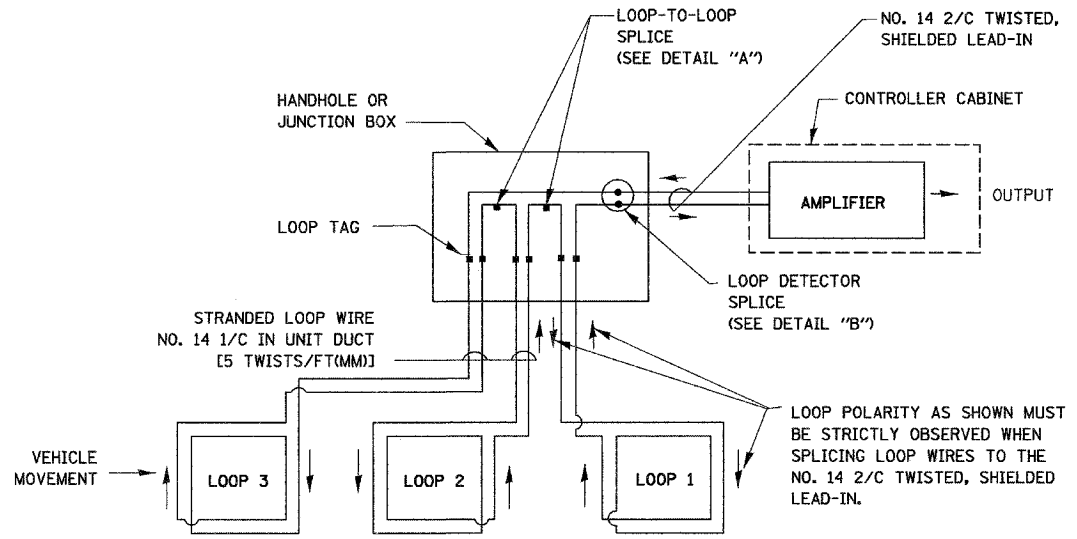 LOOP-TO-LOOP
SPLICE
(SEE DETAIL "A")
NO. 14 2/C TWISTED,
SHIELDED LEAD-IN
HANDHOLE OR
JUNCTION BOX
CONTROLLER CABINET
AMPLIFIER
OUTPUT
LOOP TAG
LOOP DETECTOR
SPLICE
(SEE DETAIL "B")
STRANDED LOOP WIRE
NO. 14 1/C IN UNIT DUCT
[5 TWISTS/FT(MM)]
LOOP POLARITY AS SHOWN MUST
BE STRICTLY OBSERVED WHEN
SPLICING LOOP WIRES TO THE
NO. 14 2/C TWISTED, SHIELDED
LEAD-IN.
VEHICLE
MOVEMENT
LOOP 3
LOOP 2
LOOP 1